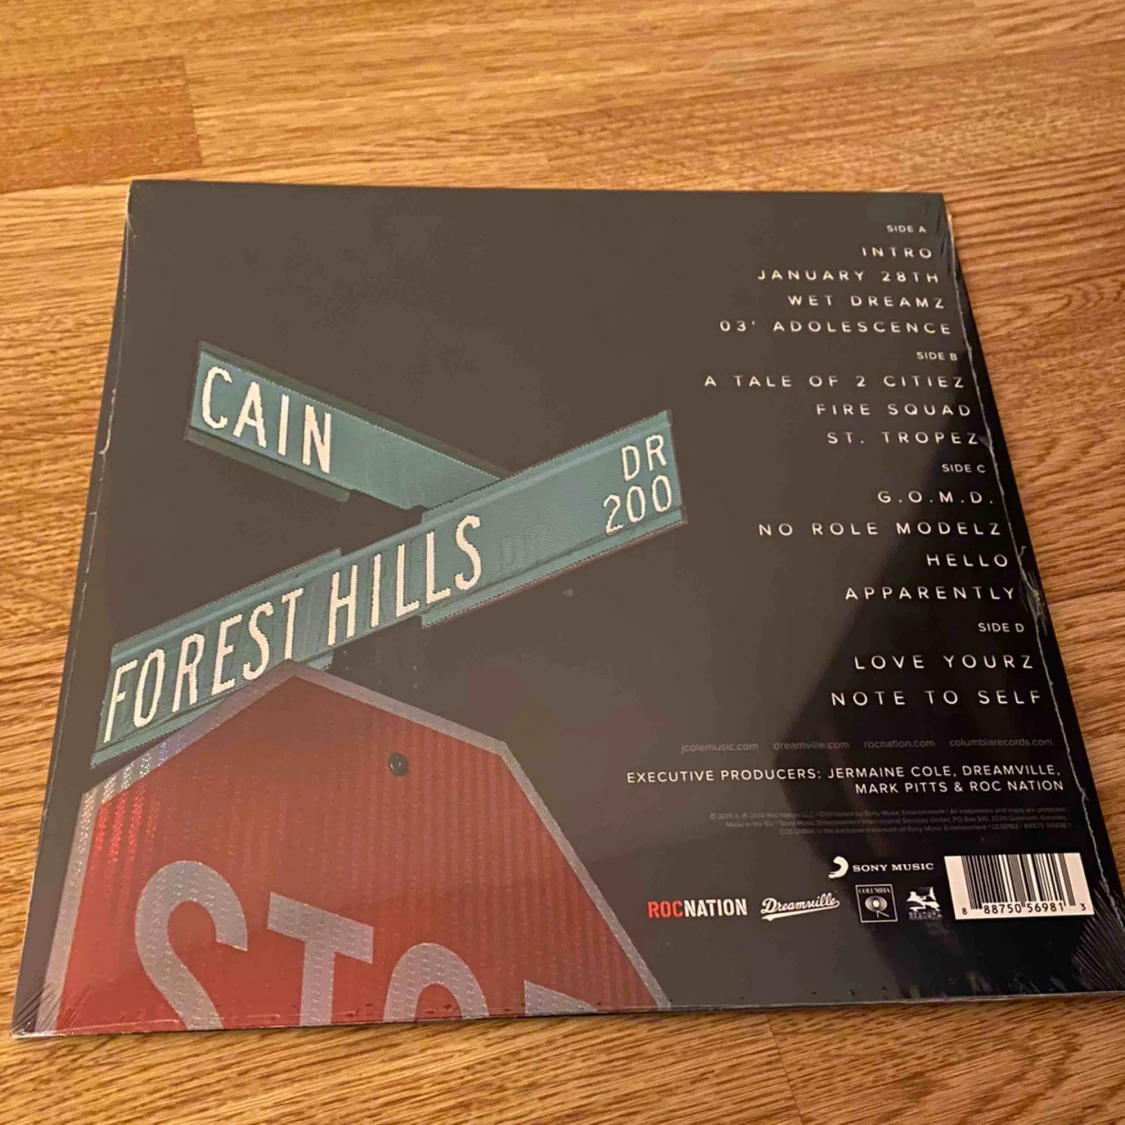 CAIN
DR
200
FOREST HILLS
STO
SIDE A
INTRO
JANUARY 28TH
WET DREAMZ
03' ADOLESCENCE
SIDE B
A TALE OF 2 CITIEZ
FIRE SQUAD
ST. TROPEZ
SIDE C
G.O.M.D.
NO ROLE MODELZ
HELLO
APPARENTLY
SIDE D
LOVE YOURZ
NOTE TO SELF
jcolemusic.com dreamville.com rocnation.com columbiarecords.com
EXECUTIVE PRODUCERS: JERMAINE COLE, DREAMVILLE,
MARK PITTS & ROC NATION
SONY MUSIC
ROCNATION Dreamville COLUMBIA
8 88750 56981 3